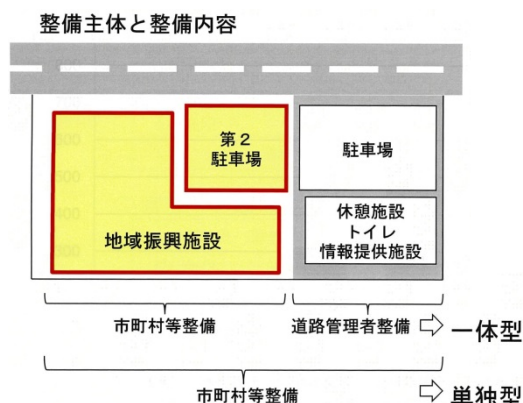 整備主体と整備内容
第２
駐車場
駐車場
地域振興施設
休憩施設
トイレ
情報提供施設
市町村等整備
道路管理者整備
一体型
市町村等整備
単独型